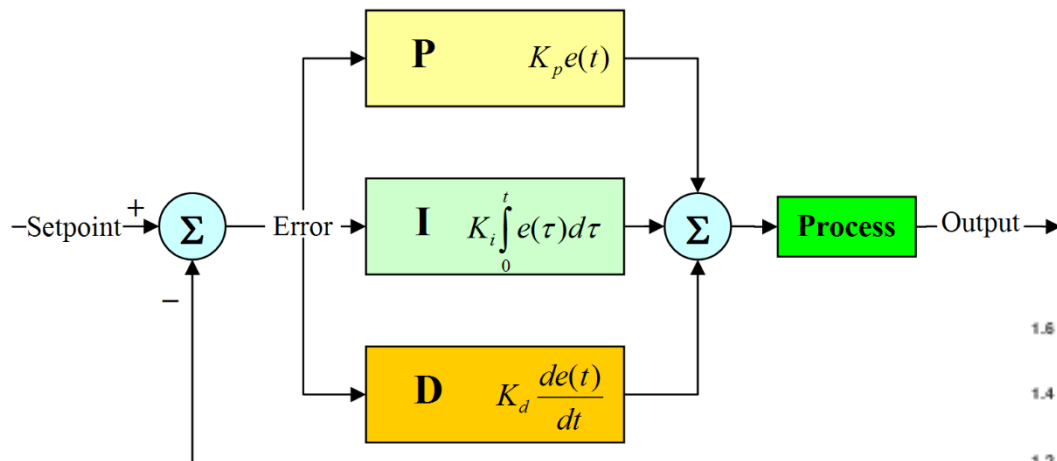 P K_p e(t)
Setpoint + Σ Error I K_i ∫_0^t e(τ)dτ Σ Process Output
−
D K_d de(t)/dt
1.6
1.4